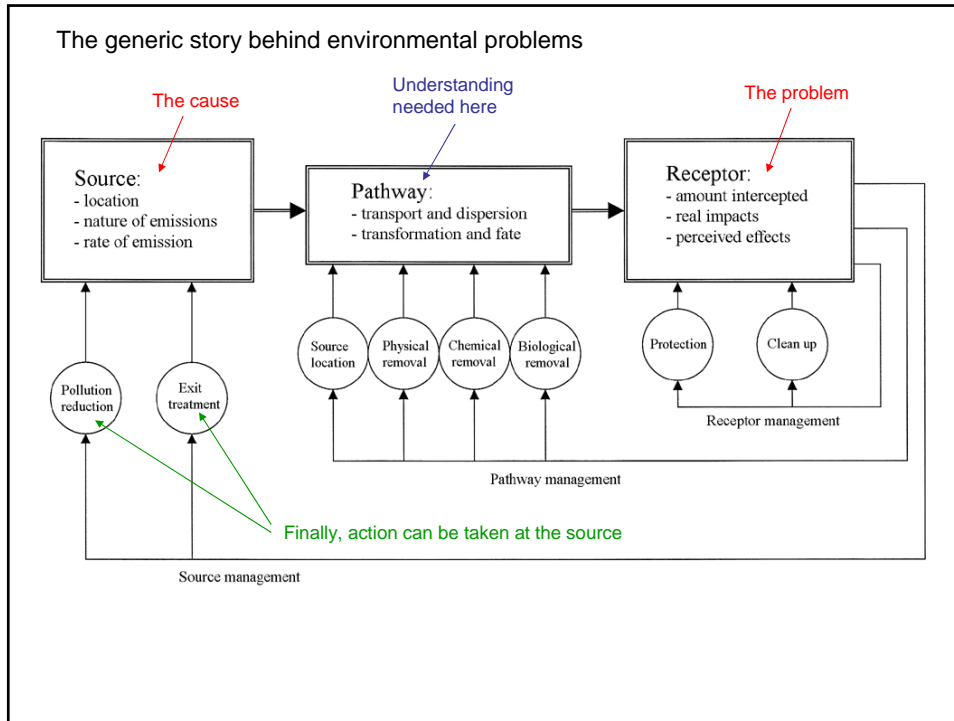 The generic story behind environmental problems
The cause
Understanding
needed here
The problem
Source:
- location
- nature of emissions
- rate of emission
Pathway:
- transport and dispersion
- transformation and fate
Receptor:
- amount intercepted
- real impacts
- perceived effects
Pollution
reduction
Exit
treatment
Source
location
Physical
removal
Chemical
removal
Biological
removal
Protection
Clean up
Receptor management
Pathway management
Finally, action can be taken at the source
Source management